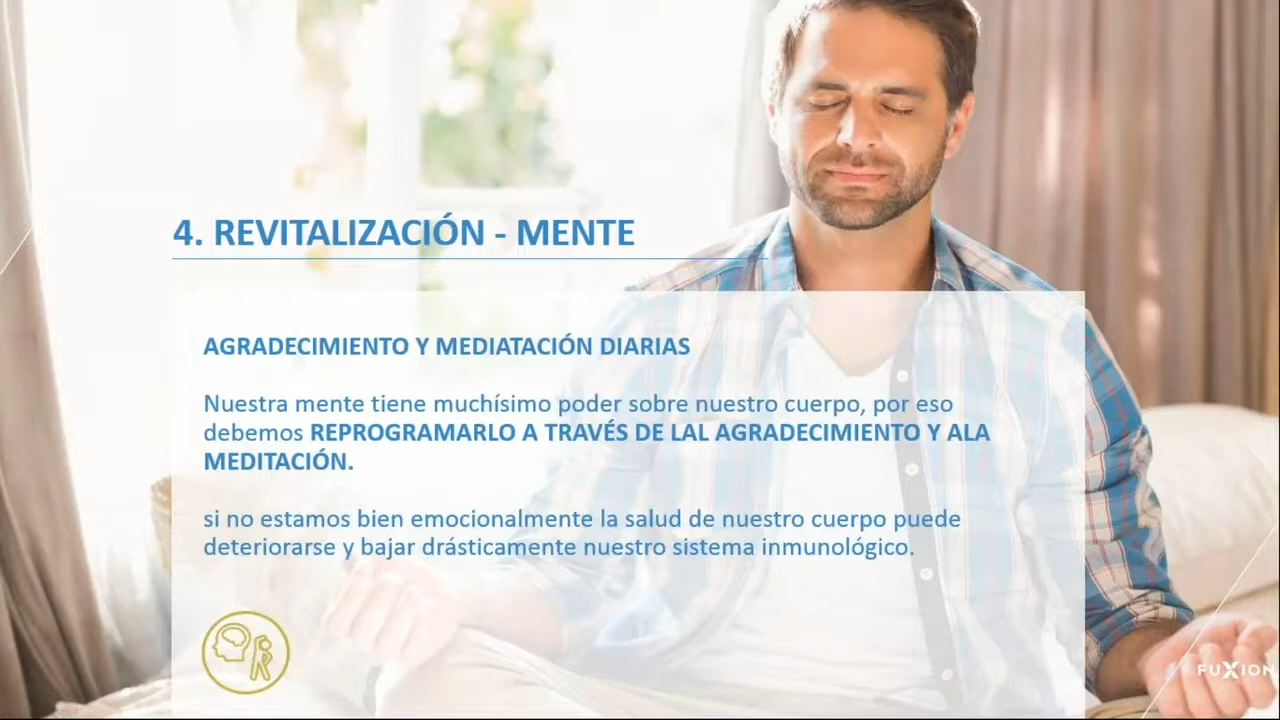 4. REVITALIZACIÓN - MENTE
AGRADECIMIENTO Y MEDIATACIÓN DIARIAS
Nuestra mente tiene muchísimo poder sobre nuestro cuerpo, por eso
debemos REPROGRAMARLO A TRAVÉS DE LAL AGRADECIMIENTO Y ALA
MEDITACIÓN.
si no estamos bien emocionalmente la salud de nuestro cuerpo puede
deteriorarse y bajar drásticamente nuestro sistema inmunológico.
FUXION